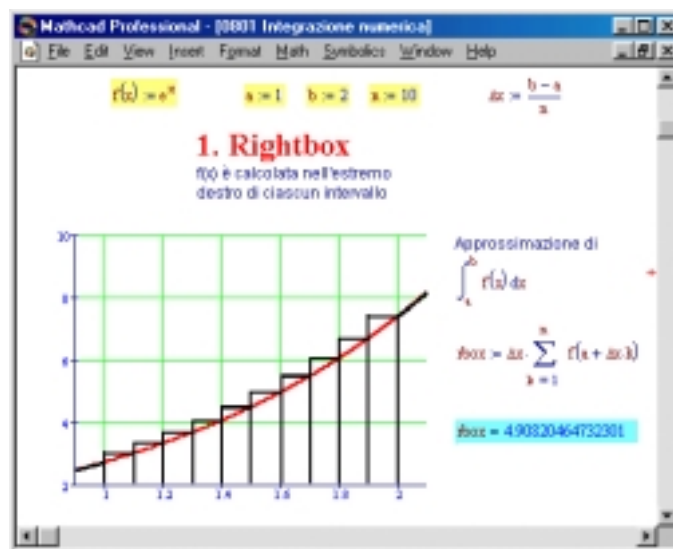 Mathcad Professional - [0801 Integrazione numerica]
File Edit View Insert Format Math Symbolics Window Help
f(x) := e^x a := 1 b := 2 n := 10 Δx := (b − a)/n
1. Rightbox
f(x) è calcolata nell'estremo
destro di ciascun intervallo
Approssimazione di
∫_a^b f(x) dx
rbox := Δx · ∑_{k = 1}^{n} f(a + Δx·k)
rbox = 4.90820464732301
10
8
6
4
2
1 1.2 1.4 1.6 1.8 2